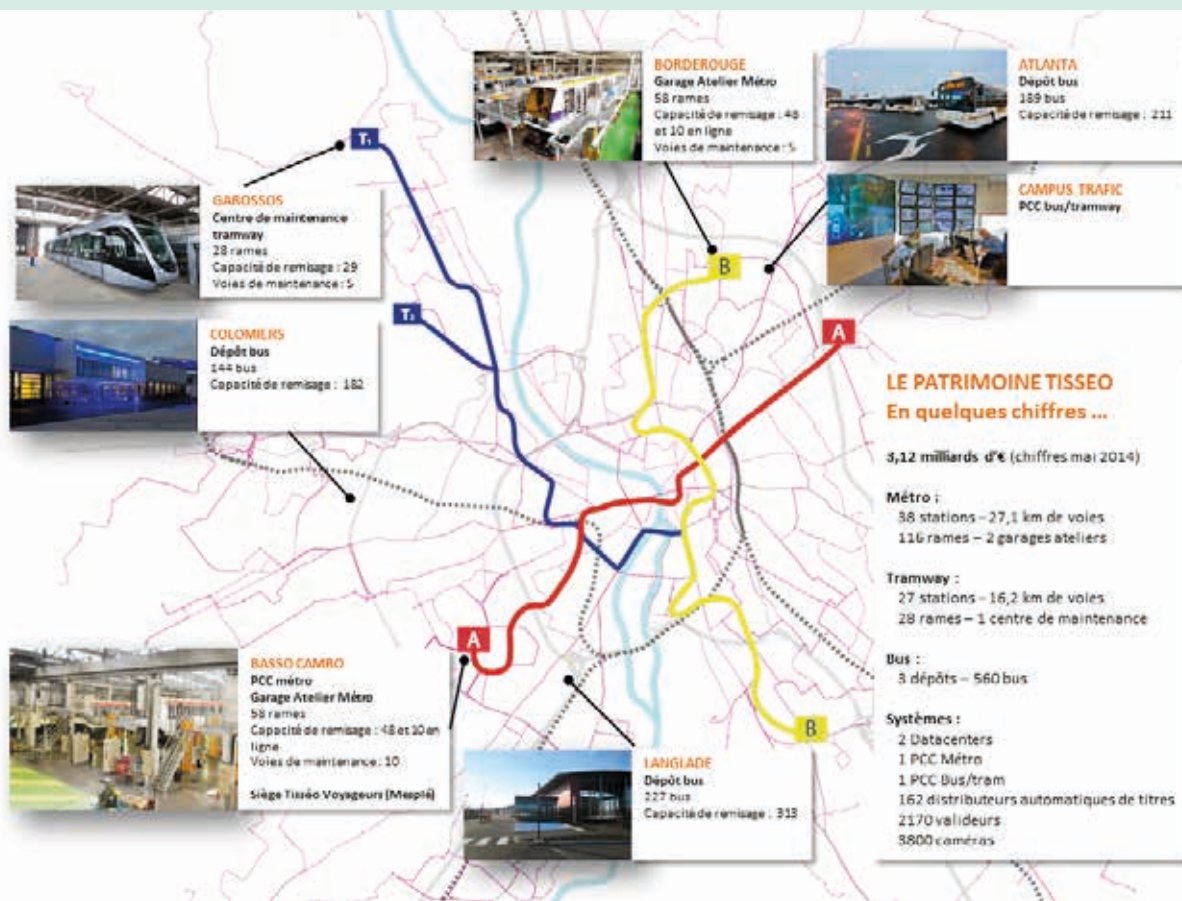 BORDEROUGE
Garage Atelier Métro
58 rames
Capacité de remisage : 48
et 10 en ligne
Voies de maintenance : 5
ATLANTA
Dépôt bus
189 bus
Capacité de remisage : 211
CAMPUS TRAFIC
PCC bus/tramway
T1
GAROSSOS
Centre de maintenance
tramway
28 rames
Capacité de remisage : 29
Voies de maintenance : 5
B
T2
A
COLOMIERS
Dépôt bus
144 bus
Capacité de remisage : 182
LE PATRIMOINE TISSEO
En quelques chiffres ...
3,12 milliards d'€ (chiffres mai 2014)
Métro :
38 stations – 27,1 km de voies
116 rames – 2 garages ateliers
Tramway :
27 stations – 16,2 km de voies
28 rames – 1 centre de maintenance
Bus :
3 dépôts – 560 bus
Systèmes :
2 Datacenters
1 PCC Métro
1 PCC Bus/tram
162 distributeurs automatiques de titres
2170 valideurs
3800 caméras
A
BASSO CAMBO
PCC métro
Garage Atelier Métro
58 rames
Capacité de remisage : 48 et 10 en
ligne
Voies de maintenance : 10
Siège Tisséo Voyageurs (Mesplé)
B
LANGLADE
Dépôt bus
227 bus
Capacité de remisage : 313